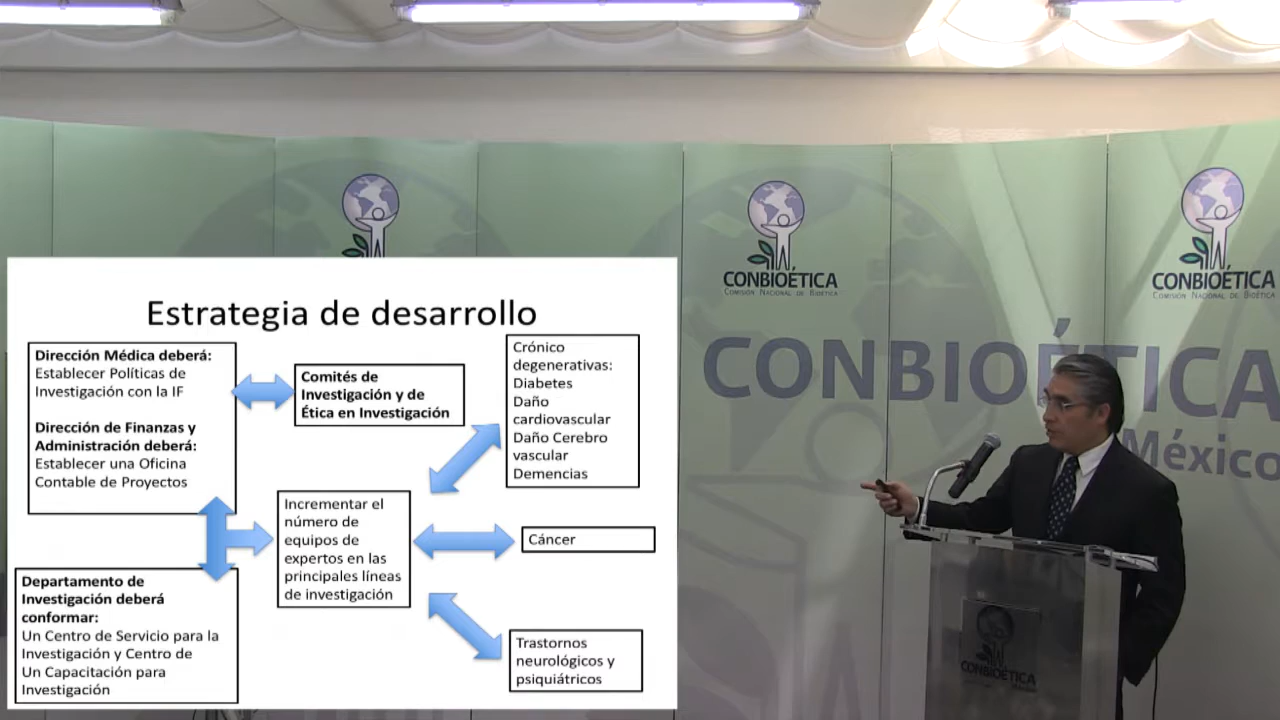 Estrategia de desarrollo
Dirección Médica deberá:
Establecer Políticas de
Investigación con la IF
Dirección de Finanzas y
Administración deberá:
Establecer una Oficina
Contable de Proyectos
Comités de
Investigación y de
Ética en Investigación
Crónico
degenerativas:
Diabetes
Daño
cardiovascular
Daño Cerebro
vascular
Demencias
Incrementar el
número de
equipos de
expertos en las
principales líneas
de investigación
Cáncer
Departamento de
Investigación deberá
conformar:
Un Centro de Servicio para la
Investigación y Centro de
Un Capacitación para
Investigación
Trastornos
neurológicos y
psiquiátricos
CONBIOÉTICA
COMISIÓN NACIONAL DE BIOÉTICA
CONBIOÉTICA
COMISIÓN NACIONAL DE BIOÉTICA
CONBIOÉTICA
México
CONBIOÉTICA